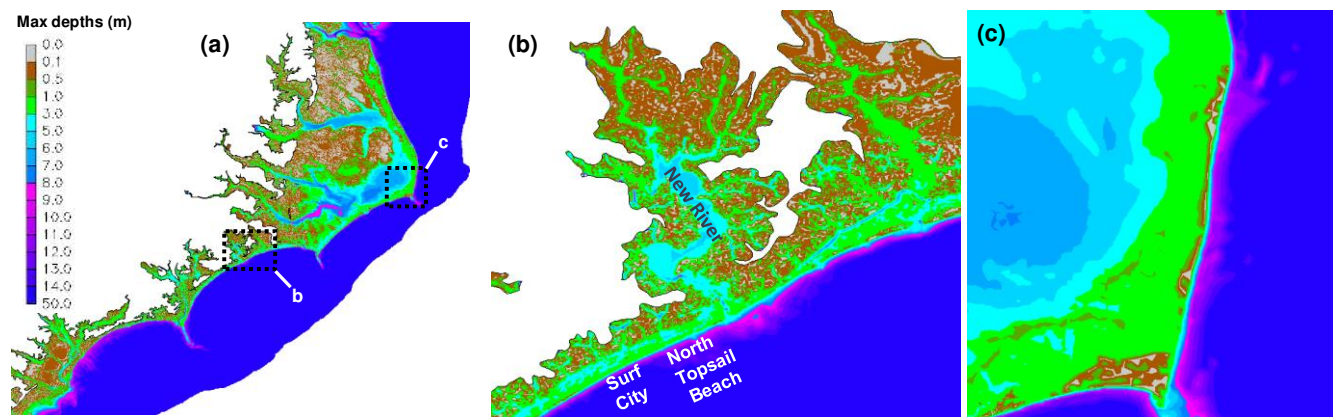 Max depths (m)
0.0
0.1
0.5
1.0
3.0
5.0
6.0
7.0
8.0
9.0
10.0
11.0
12.0
13.0
14.0
50.0
(a)
c
b
(b)
New River
Surf
City
North
Topsail
Beach
(c)